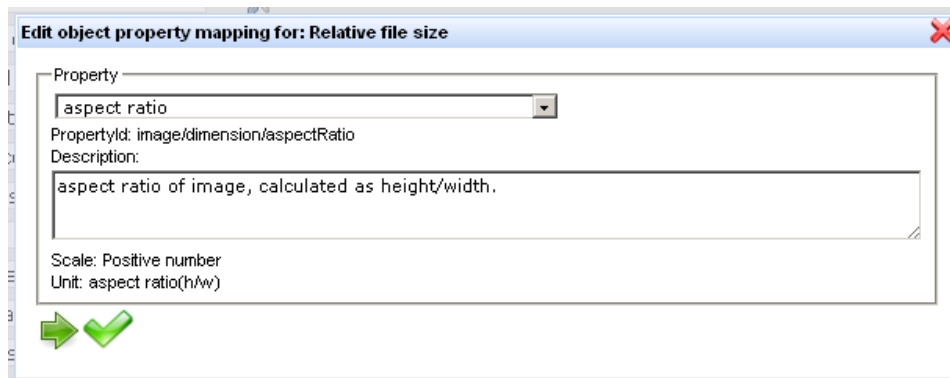 Edit object property mapping for: Relative file size
Property
aspect ratio
PropertyId: image/dimension/aspectRatio
Description:
aspect ratio of image, calculated as height/width.
Scale: Positive number
Unit: aspect ratio(h/w)